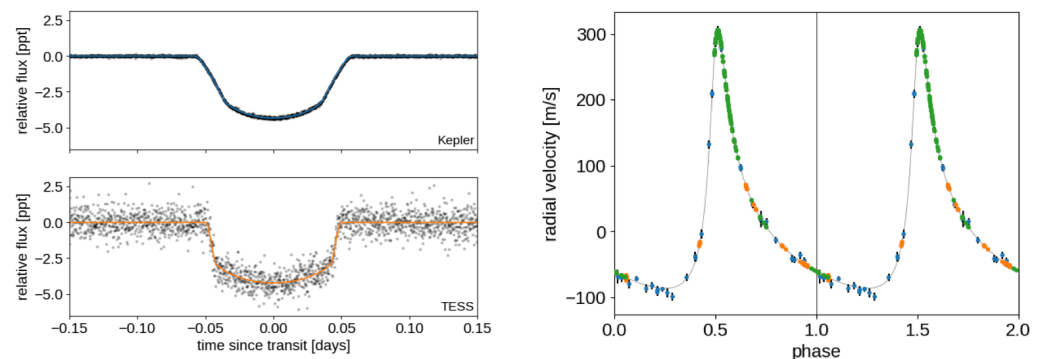 2.5
0.0
−2.5
−5.0
relative flux [ppt]
Kepler
2.5
0.0
−2.5
−5.0
relative flux [ppt]
TESS
−0.15 −0.10 −0.05 0.00 0.05 0.10 0.15
time since transit [days]
300
200
100
0
−100
radial velocity [m/s]
0.0 0.5 1.0 1.5 2.0
phase